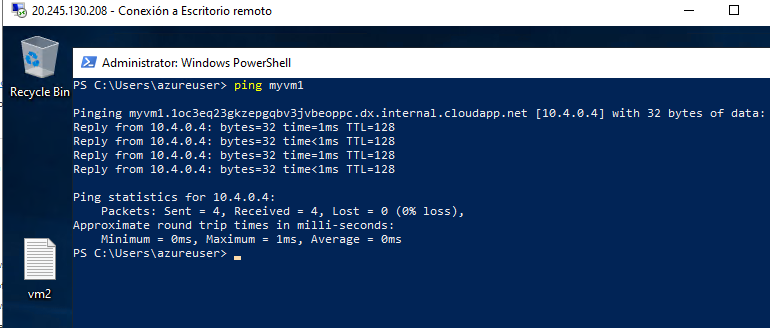 20.245.130.208 - Conexión a Escritorio remoto
Recycle Bin
Administrator: Windows PowerShell
PS C:\Users\azureuser> ping myvm1
Pinging myvm1.1oc3eq23gkzepgqbv3jvbeoppc.dx.internal.cloudapp.net [10.4.0.4] with 32 bytes of data:
Reply from 10.4.0.4: bytes=32 time=1ms TTL=128
Reply from 10.4.0.4: bytes=32 time<1ms TTL=128
Reply from 10.4.0.4: bytes=32 time<1ms TTL=128
Reply from 10.4.0.4: bytes=32 time<1ms TTL=128
Ping statistics for 10.4.0.4:
    Packets: Sent = 4, Received = 4, Lost = 0 (0% loss),
Approximate round trip times in milli-seconds:
    Minimum = 0ms, Maximum = 1ms, Average = 0ms
PS C:\Users\azureuser>
vm2